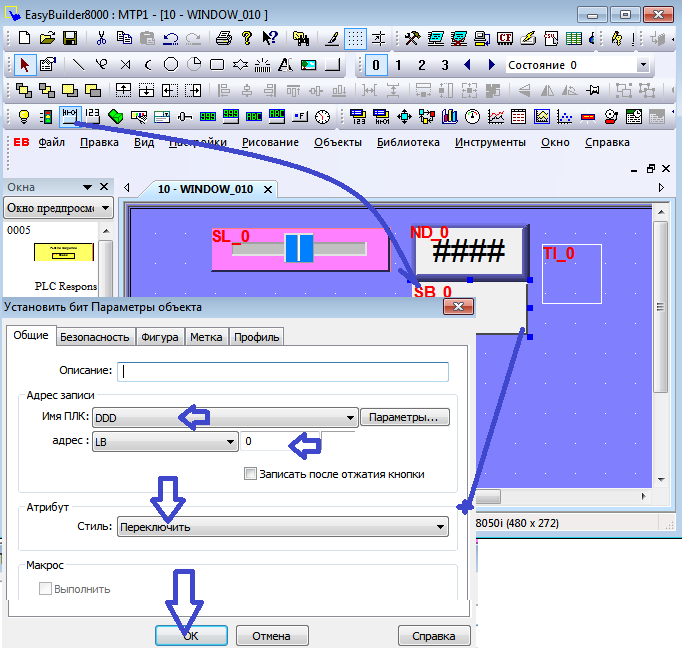 EasyBuilder8000 : MTP1 - [10 - WINDOW_010 ]
0 1 2 3 Состояние 0
EB Файл Правка Вид Настройки Рисование Объекты Библиотека Инструменты Окно Справка
Окна
10 - WINDOW_010
Окно предпросмо
0005
PLC Respons
SL_0
ND_0
####
TI_0
SB_0
Установить бит Параметры объекта
Общие Безопасность Фигура Метка Профиль
Описание:
Адрес записи
Имя ПЛК: DDD Параметры...
адрес : LB 0
Записать после отжатия кнопки
Атрибут
Стиль: Переключить
8050i (480 x 272)
Макрос
Выполнить
OK Отмена Справка